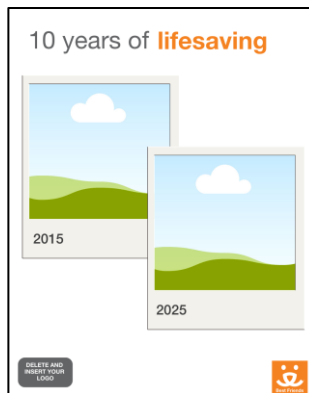 10 years of lifesaving
2015
2025
DELETE AND
INSERT YOUR
LOGO
Best Friends